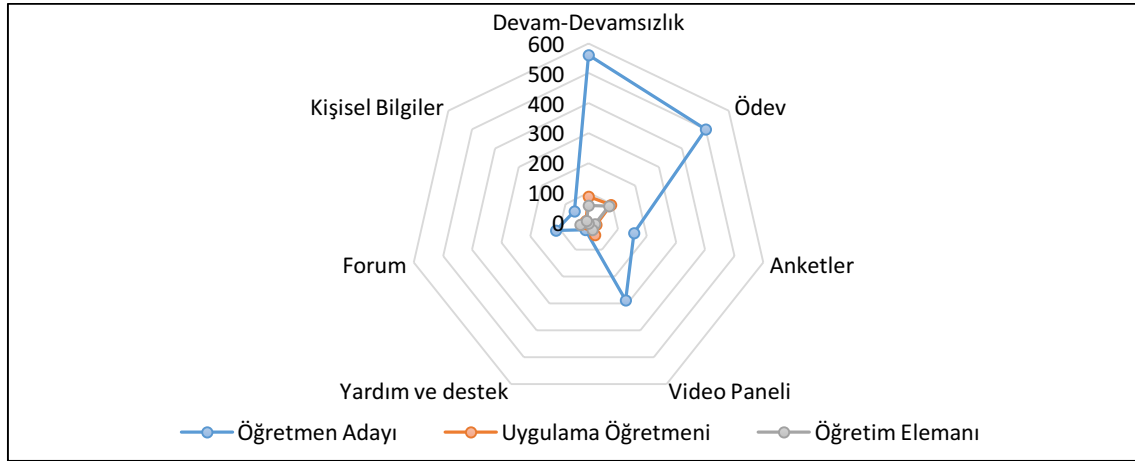 Devam-Devamsızlık
600
500
400
300
200
100
0
Kişisel Bilgiler
Ödev
Forum
Anketler
Yardım ve destek
Video Paneli
Öğretmen Adayı
Uygulama Öğretmeni
Öğretim Elemanı